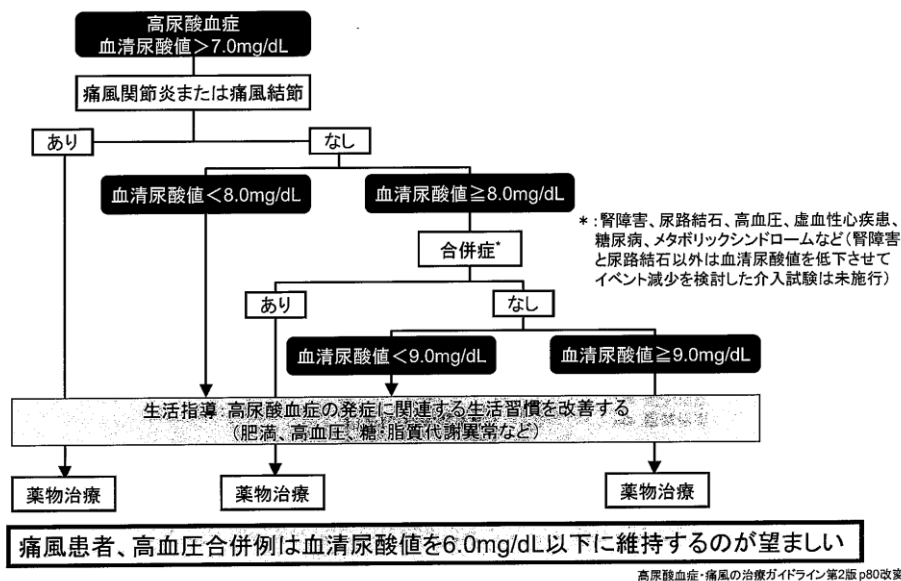 高尿酸血症
血清尿酸値＞7.0mg/dL
痛風関節炎または痛風結節
あり
なし
血清尿酸値＜8.0mg/dL
血清尿酸値≧8.0mg/dL
合併症*
＊：腎障害、尿路結石、高血圧、虚血性心疾患、
糖尿病、メタボリックシンドロームなど（腎障害
と尿路結石以外は血清尿酸値を低下させて
イベント減少を検討した介入試験は未施行）
あり
なし
血清尿酸値＜9.0mg/dL
血清尿酸値≧9.0mg/dL
生活指導：高尿酸血症の発症に関連する生活習慣を改善する
（肥満、高血圧、糖・脂質代謝異常など）
薬物治療
薬物治療
薬物治療
痛風患者、高血圧合併例は血清尿酸値を6.0mg/dL以下に維持するのが望ましい
高尿酸血症・痛風の治療ガイドライン第2版 p80改変